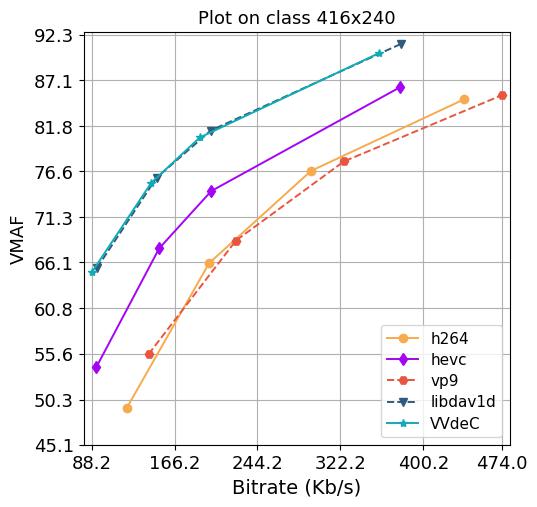 Plot on class 416x240
VMAF
92.3
87.1
81.8
76.6
71.3
66.1
60.8
55.6
50.3
45.1
h264
hevc
vp9
libdav1d
VVdeC
88.2 166.2 244.2 322.2 400.2 474.0
Bitrate (Kb/s)